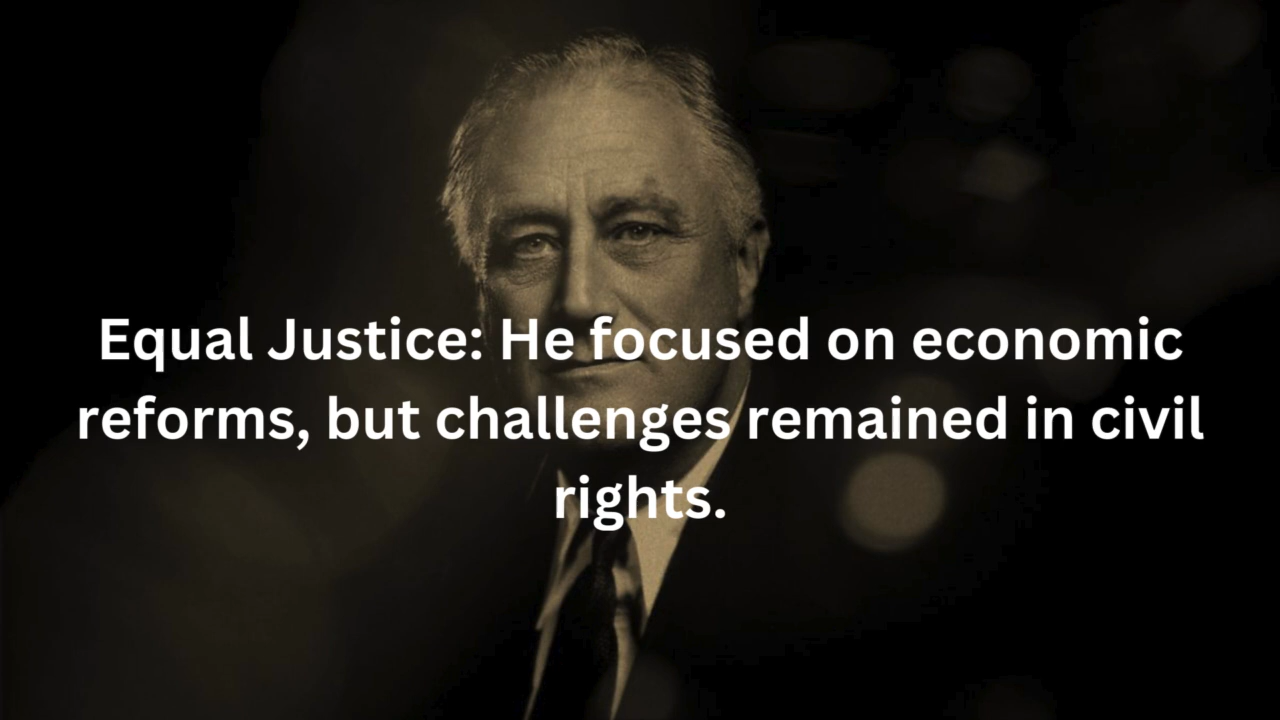 Equal Justice: He focused on economic
reforms, but challenges remained in civil
rights.